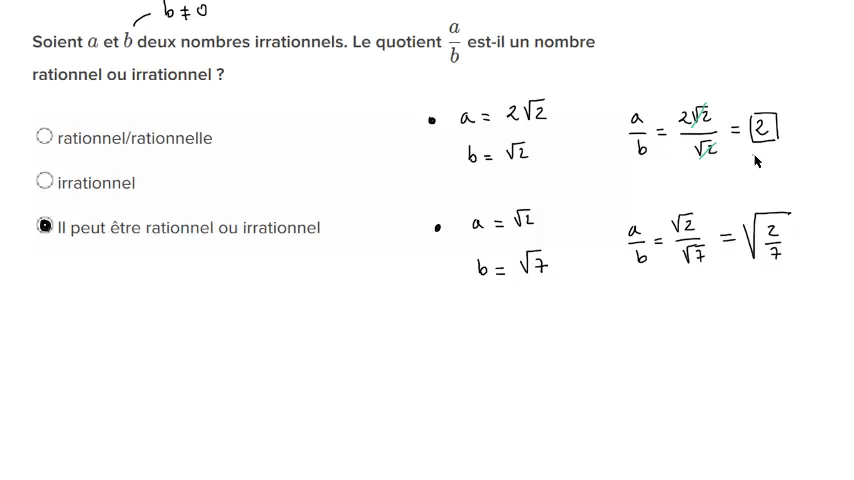 b ≠ 0
Soient a et b deux nombres irrationnels. Le quotient a/b est-il un nombre
rationnel ou irrationnel ?
rationnel/rationnelle
irrationnel
Il peut être rationnel ou irrationnel
• a = 2√2
b = √2
a/b = 2√2/√2 = 2
• a = √2
b = √7
a/b = √2/√7 = √(2/7)